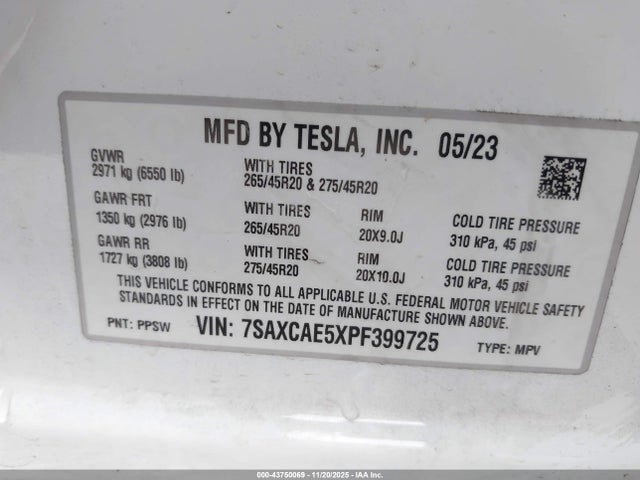 MFD BY TESLA, INC. 05/23
GVWR
2971 kg (6550 lb)
WITH TIRES
265/45R20 & 275/45R20
GAWR FRT
1350 kg (2976 lb)
WITH TIRES
265/45R20
RIM
20X9.0J
COLD TIRE PRESSURE
310 kPa, 45 psi
GAWR RR
1727 kg (3808 lb)
WITH TIRES
275/45R20
RIM
20X10.0J
COLD TIRE PRESSURE
310 kPa, 45 psi
THIS VEHICLE CONFORMS TO ALL APPLICABLE U.S. FEDERAL MOTOR VEHICLE SAFETY
STANDARDS IN EFFECT ON THE DATE OF MANUFACTURE SHOWN ABOVE.
PNT: PPSW VIN: 7SAXCAE5XPF399725 TYPE: MPV
000-43750069 - 11/20/2025 - IAAI Corp.